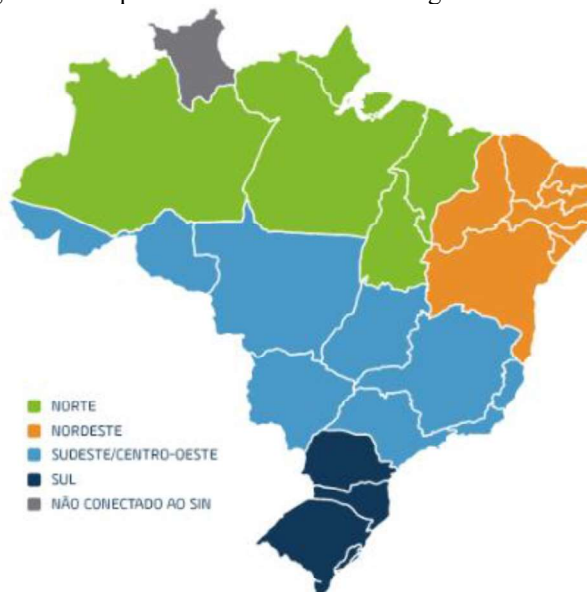 NORTE
NORDESTE
SUDESTE/CENTRO-OESTE
SUL
NÃO CONECTADO AO SIN